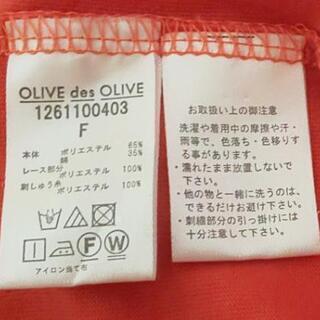 OLIVE des OLIVE
1261100403
F
本体 ポリエステル 65%
綿 35%
レース部分 ポリエステル 100%
刺しゅう糸 ポリエステル 100%
F W
アイロン当て布
お取扱い上の御注意
洗濯や着用中の摩擦や汗・
雨等で、色落ち・色移りす
る事があります。
・濡れたまま放置しないで
下さい。
・他の物と一緒に洗うのは、
できるだけお避け下さい。
・刺繍部分の引っ掛けには
十分注意して下さい。